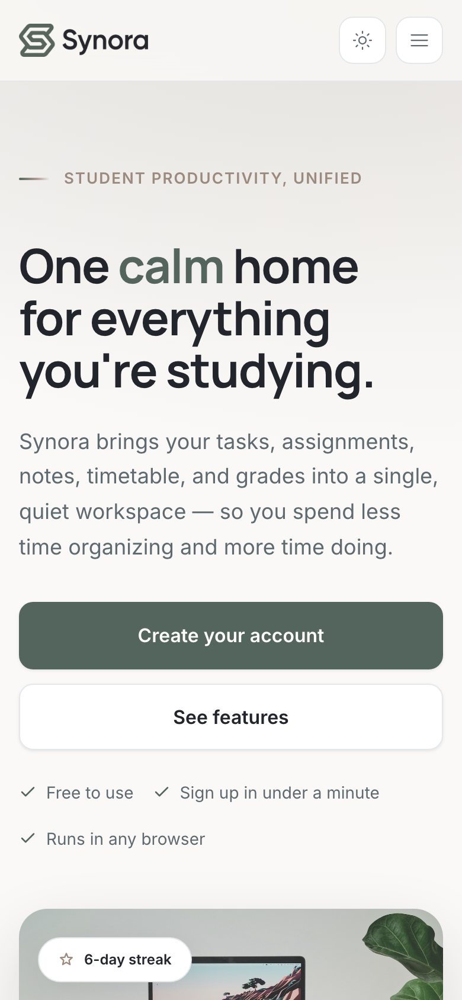 Synora
STUDENT PRODUCTIVITY, UNIFIED
One calm home
for everything
you're studying.
Synora brings your tasks, assignments,
notes, timetable, and grades into a single,
quiet workspace — so you spend less
time organizing and more time doing.
Create your account
See features
Free to use
Sign up in under a minute
Runs in any browser
6-day streak